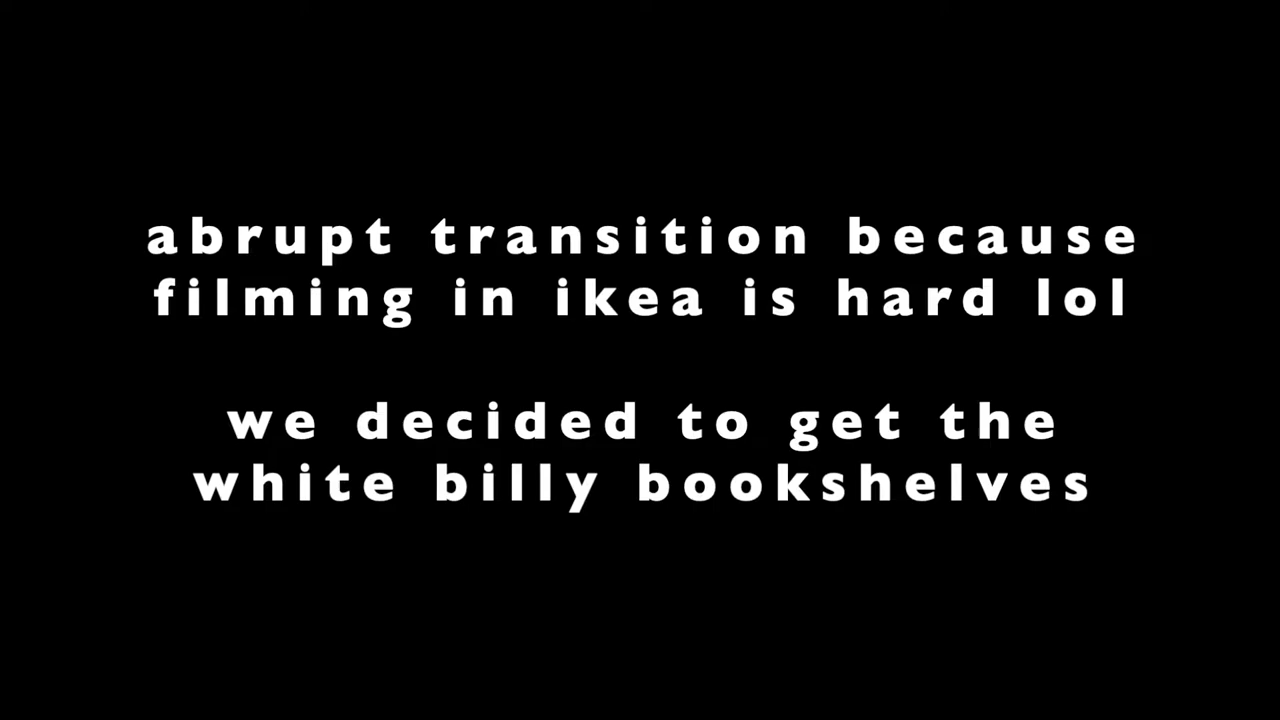 abrupt transition because
filming in ikea is hard lol
we decided to get the
white billy bookshelves